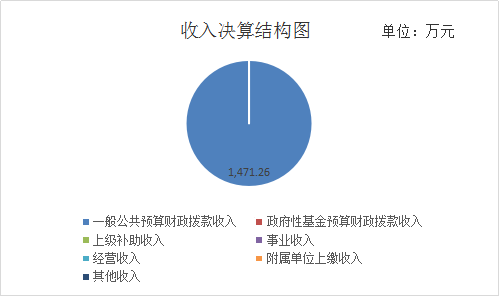 收入决算结构图 单位：万元
1,471.26
一般公共预算财政拨款收入 政府性基金预算财政拨款收入
上级补助收入 事业收入
经营收入 附属单位上缴收入
其他收入